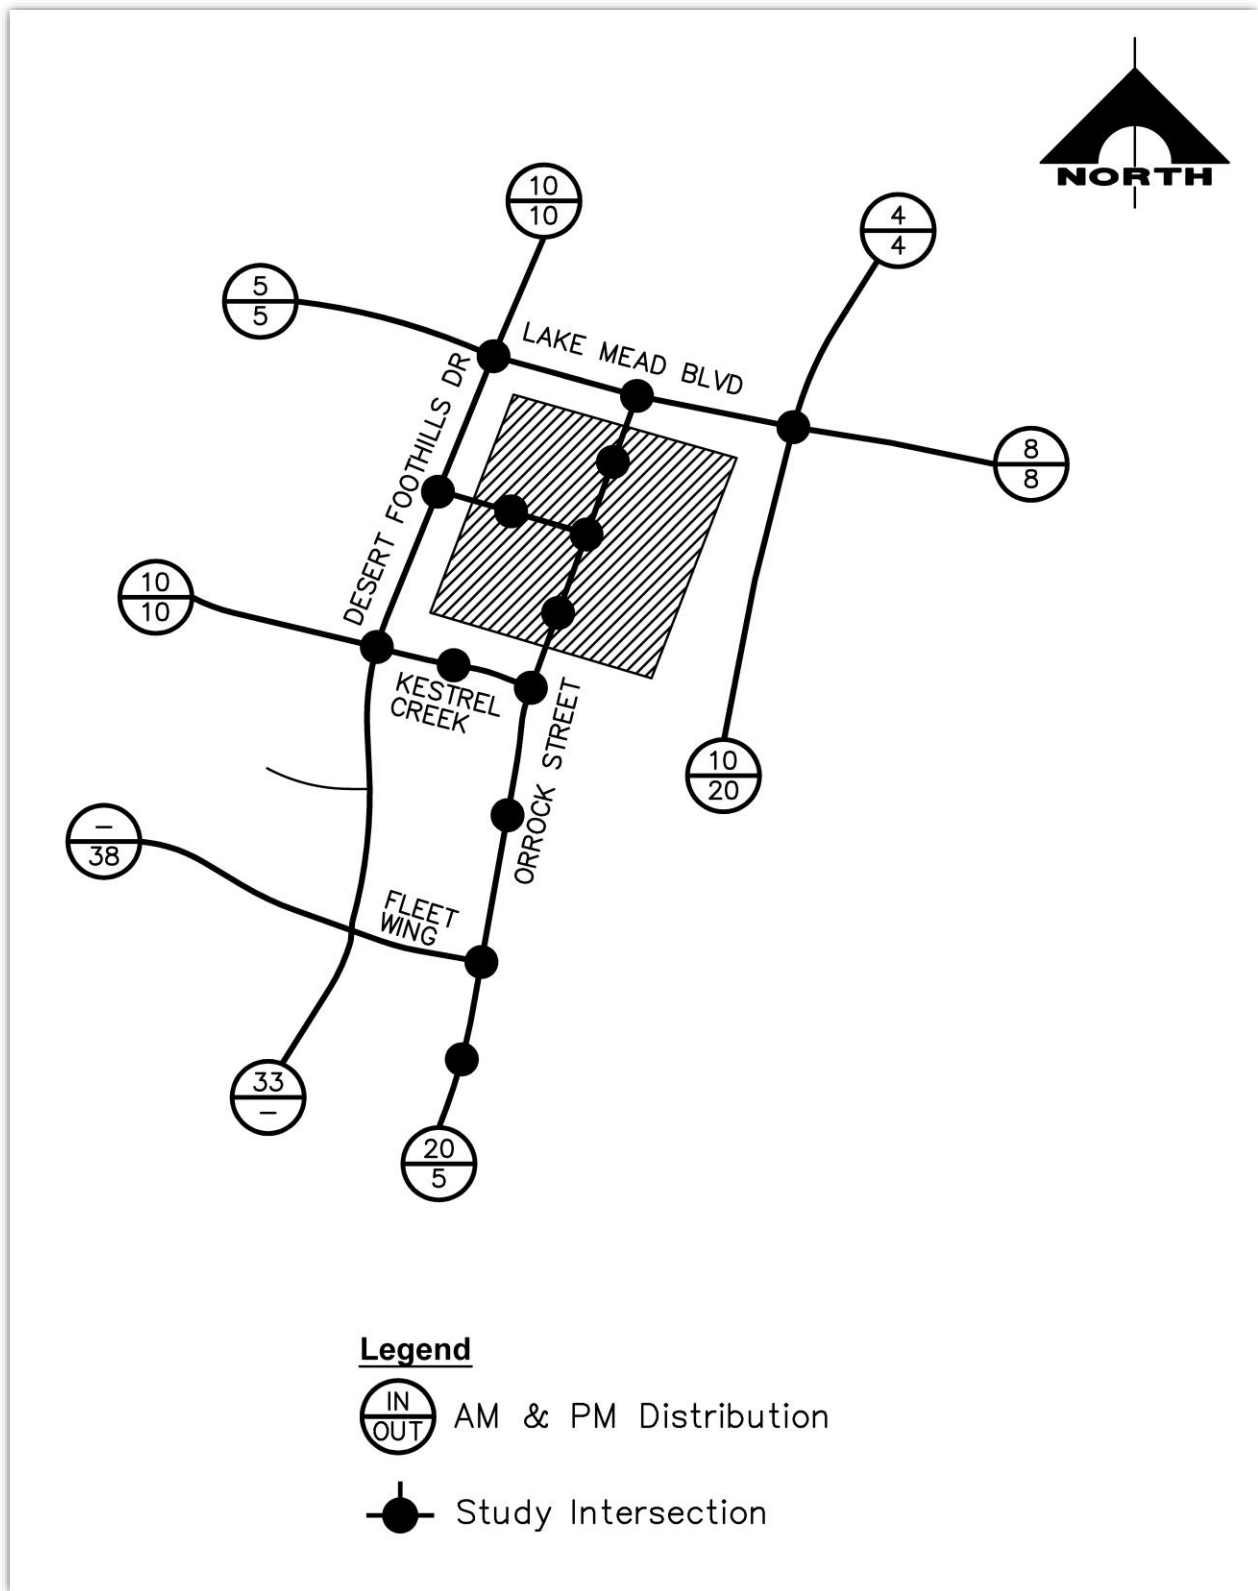 NORTH
10
10
4
4
5
5
LAKE MEAD BLVD
DESERT FOOTHILLS DR
8
8
10
10
KESTREL
CREEK
ORROCK STREET
10
20
–
38
FLEET
WING
33
–
20
5
Legend
IN
OUT
AM & PM Distribution
Study Intersection